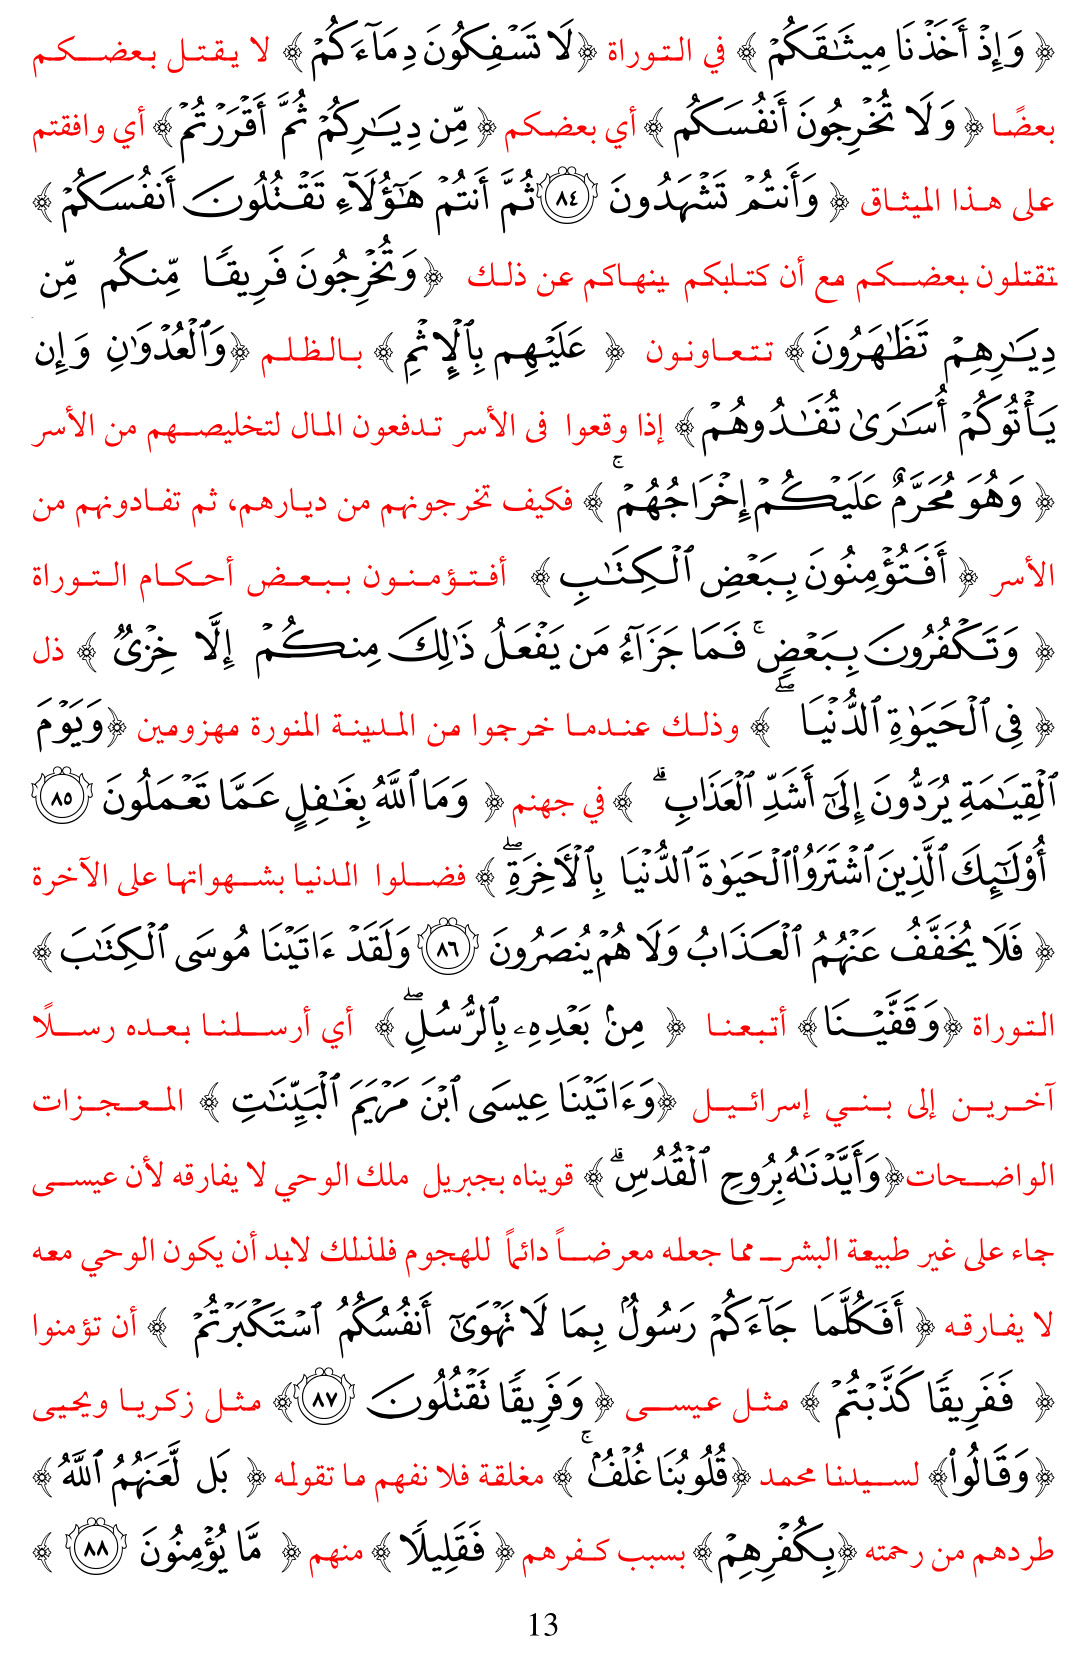 ﴿ وَإِذْ أَخَذْنَا مِيثَـٰقَكُمْ ﴾ في التوراة ﴿لَا تَسْفِكُونَ دِمَآءَكُمْ﴾ لا يقتل بعضكم
بعضًا ﴿ وَلَا تُخْرِجُونَ أَنفُسَكُم ﴾ أي بعضكم ﴿ مِّن دِيَـٰرِكُمْ ثُمَّ أَقْرَرْتُمْ﴾ أي وافقتم
على هذا الميثاق ﴿ وَأَنتُمْ تَشْهَدُونَ ٨٤ ثُمَّ أَنتُمْ هَـٰٓؤُلَآءِ تَقْتُلُونَ أَنفُسَكُمْ ﴾
تقتلون بعضكم مع أن كتلبكم ينهاكم عن ذلك ﴿وَتُخْرِجُونَ فَرِيقًا مِّنكُم مِّن
دِيَـٰرِهِمْ تَظَـٰهَرُونَ﴾ تتعاونون ﴿ عَلَيْهِم بِٱلْإِثْمِ ﴾ بالظلم ﴿وَٱلْعُدْوَٰنِ وَإِن
يَأْتُوكُمْ أُسَـٰرَىٰ تُفَـٰدُوهُمْ﴾ إذا وقعوا فى الأسر تدفعون المال لتخليصهم من الأسر
﴿ وَهُوَ مُحَرَّمٌ عَلَيْكُمْ إِخْرَاجُهُمْ ۚ ﴾ فكيف تخرجونهم من ديارهم، ثم تفادونهم من
الأسر ﴿ أَفَتُؤْمِنُونَ بِبَعْضِ ٱلْكِتَـٰبِ ﴾ أفتؤمنون ببعض أحكام التوراة
﴿ وَتَكْفُرُونَ بِبَعْضٍ ۚ فَمَا جَزَآءُ مَن يَفْعَلُ ذَٰلِكَ مِنكُمْ إِلَّا خِزْىٌ ﴾ ذل
﴿ فِى ٱلْحَيَوٰةِ ٱلدُّنْيَا ۖ ﴾ وذلك عندما خرجوا من المدينة المنورة مهزومين ﴿وَيَوْمَ
ٱلْقِيَـٰمَةِ يُرَدُّونَ إِلَىٰٓ أَشَدِّ ٱلْعَذَابِ ۗ ﴾ في جهنم ﴿ وَمَا ٱللَّهُ بِغَـٰفِلٍ عَمَّا تَعْمَلُونَ ٨٥
أُو۟لَـٰٓئِكَ ٱلَّذِينَ ٱشْتَرَوُا۟ ٱلْحَيَوٰةَ ٱلدُّنْيَا بِٱلْـَٔاخِرَةِ ۖ ﴾ فضلوا الدنيا بشهواتها على الآخرة
﴿ فَلَا يُخَفَّفُ عَنْهُمُ ٱلْعَذَابُ وَلَا هُمْ يُنصَرُونَ ٨٦ وَلَقَدْ ءَاتَيْنَا مُوسَى ٱلْكِتَـٰبَ ﴾
التوراة ﴿وَقَفَّيْنَا﴾ أتبعنا ﴿ مِنۢ بَعْدِهِۦ بِٱلرُّسُلِ ۖ ﴾ أي أرسلنا بعده رسلًا
آخرين إلى بني إسرائيل ﴿وَءَاتَيْنَا عِيسَى ٱبْنَ مَرْيَمَ ٱلْبَيِّنَـٰتِ ﴾ المعجزات
الواضحات﴿وَأَيَّدْنَـٰهُ بِرُوحِ ٱلْقُدُسِ ۗ ﴾ قويناه بجبريل ملك الوحي لا يفارقه لأن عيسى
جاء على غير طبيعة البشر مما جعله معرضاً دائماً للهجوم فلذلك لابد أن يكون الوحي معه
لا يفارقه ﴿ أَفَكُلَّمَا جَآءَكُمْ رَسُولٌۢ بِمَا لَا تَهْوَىٰٓ أَنفُسُكُمُ ٱسْتَكْبَرْتُمْ ﴾ أن تؤمنوا
﴿ فَفَرِيقًا كَذَّبْتُمْ ﴾ مثل عيسى ﴿ وَفَرِيقًا تَقْتُلُونَ ٨٧ ﴾ مثل زكريا ويحيى
﴿وَقَالُوا۟﴾ لسيدنا محمد ﴿قُلُوبُنَا غُلْفٌۢ ۚ ﴾ مغلقة فلا نفهم ما تقوله ﴿ بَل لَّعَنَهُمُ ٱللَّهُ ﴾
طردهم من رحمته ﴿بِكُفْرِهِمْ﴾ بسبب كفرهم ﴿ فَقَلِيلًا ﴾ منهم ﴿ مَّا يُؤْمِنُونَ ٨٨ ﴾
13